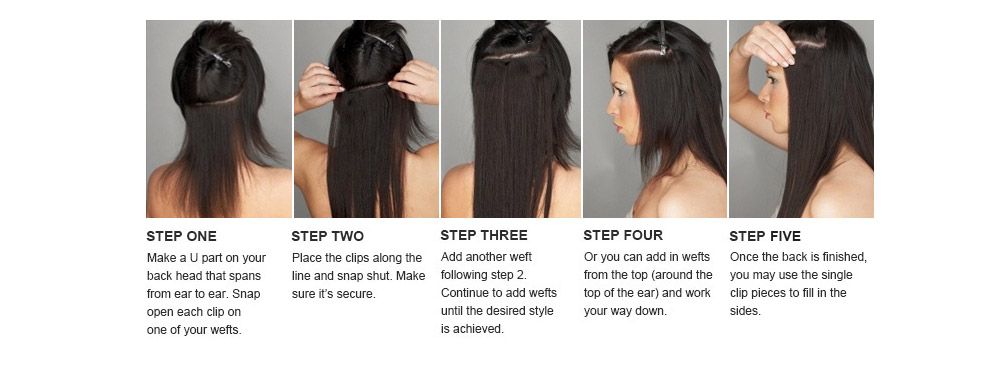 STEP ONE
Make a U part on your
back head that spans
from ear to ear. Snap
open each clip on
one of your wefts.
STEP TWO
Place the clips along the
line and snap shut. Make
sure it's secure.
STEP THREE
Add another weft
following step 2.
Continue to add wefts
until the desired style
is achieved.
STEP FOUR
Or you can add in wefts
from the top (around the
top of the ear) and work
your way down.
STEP FIVE
Once the back is finished,
you may use the single
clip pieces to fill in the
sides.